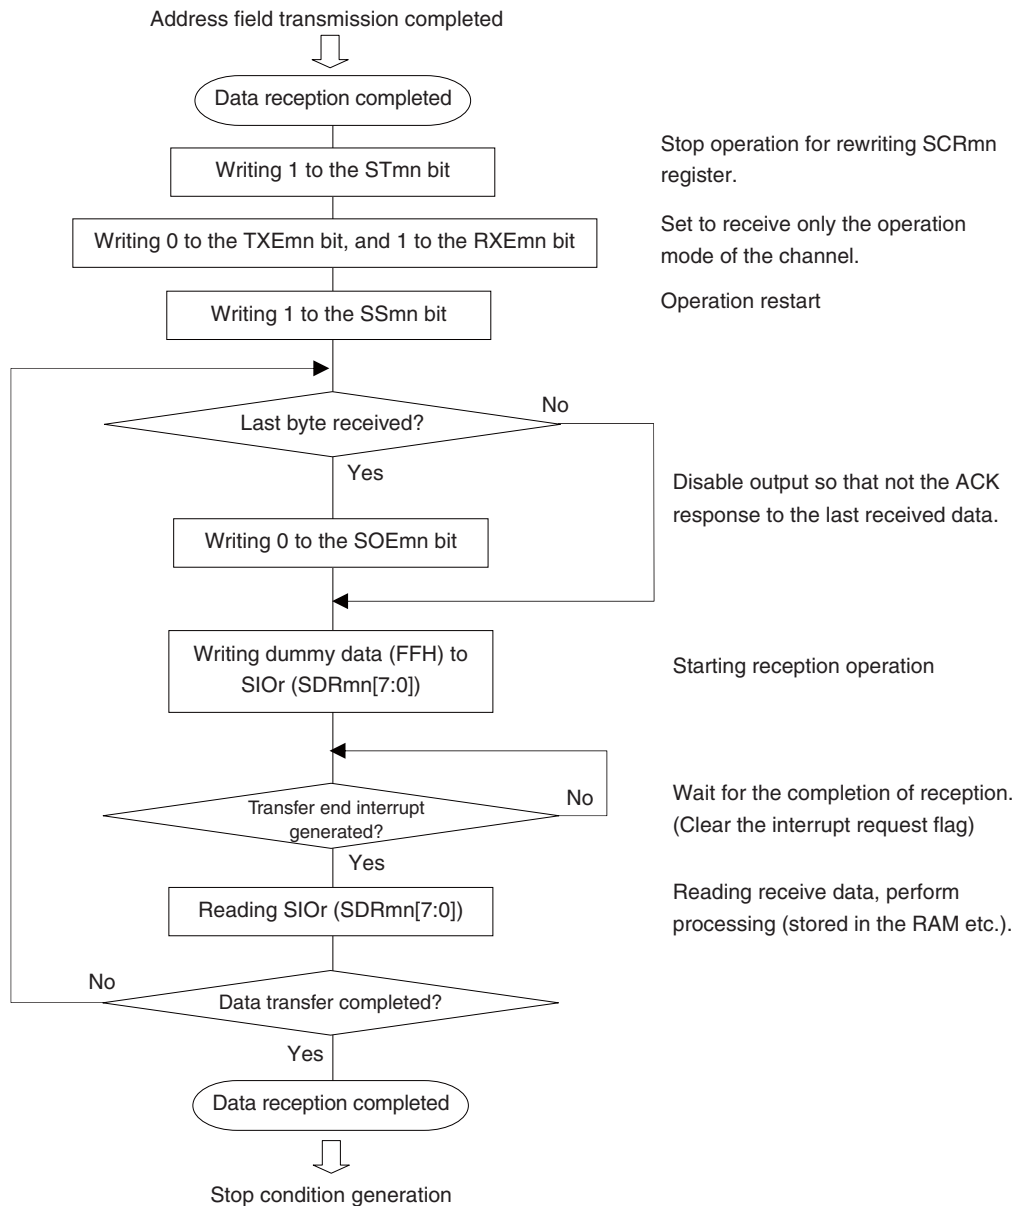 Address field transmission completed
Data reception completed
Writing 1 to the STmn bit
Stop operation for rewriting SCRmn
register.
Writing 0 to the TXEmn bit, and 1 to the RXEmn bit
Set to receive only the operation
mode of the channel.
Writing 1 to the SSmn bit
Operation restart
Last byte received?
No
Yes
Disable output so that not the ACK
response to the last received data.
Writing 0 to the SOEmn bit
Writing dummy data (FFH) to
SIOr (SDRmn[7:0])
Starting reception operation
Transfer end interrupt
generated?
No
Wait for the completion of reception.
(Clear the interrupt request flag)
Yes
Reading SIOr (SDRmn[7:0])
Reading receive data, perform
processing (stored in the RAM etc.).
No
Data transfer completed?
Yes
Data reception completed
Stop condition generation